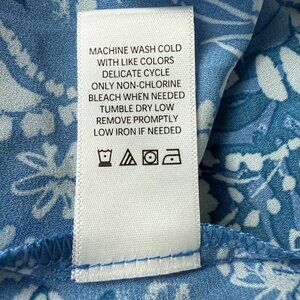 MACHINE WASH COLD
WITH LIKE COLORS
DELICATE CYCLE
ONLY NON-CHLORINE
BLEACH WHEN NEEDED
TUMBLE DRY LOW
REMOVE PROMPTLY
LOW IRON IF NEEDED